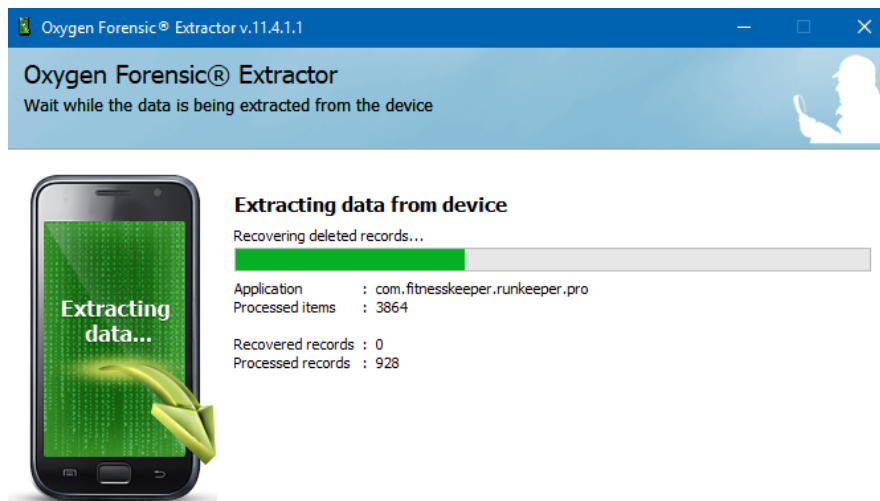 Oxygen Forensic® Extractor v.11.4.1.1
Oxygen Forensic® Extractor
Wait while the data is being extracted from the device
Extracting data...
Extracting data from device
Recovering deleted records...
Application : com.fitnesskeeper.runkeeper.pro
Processed items : 3864
Recovered records : 0
Processed records : 928